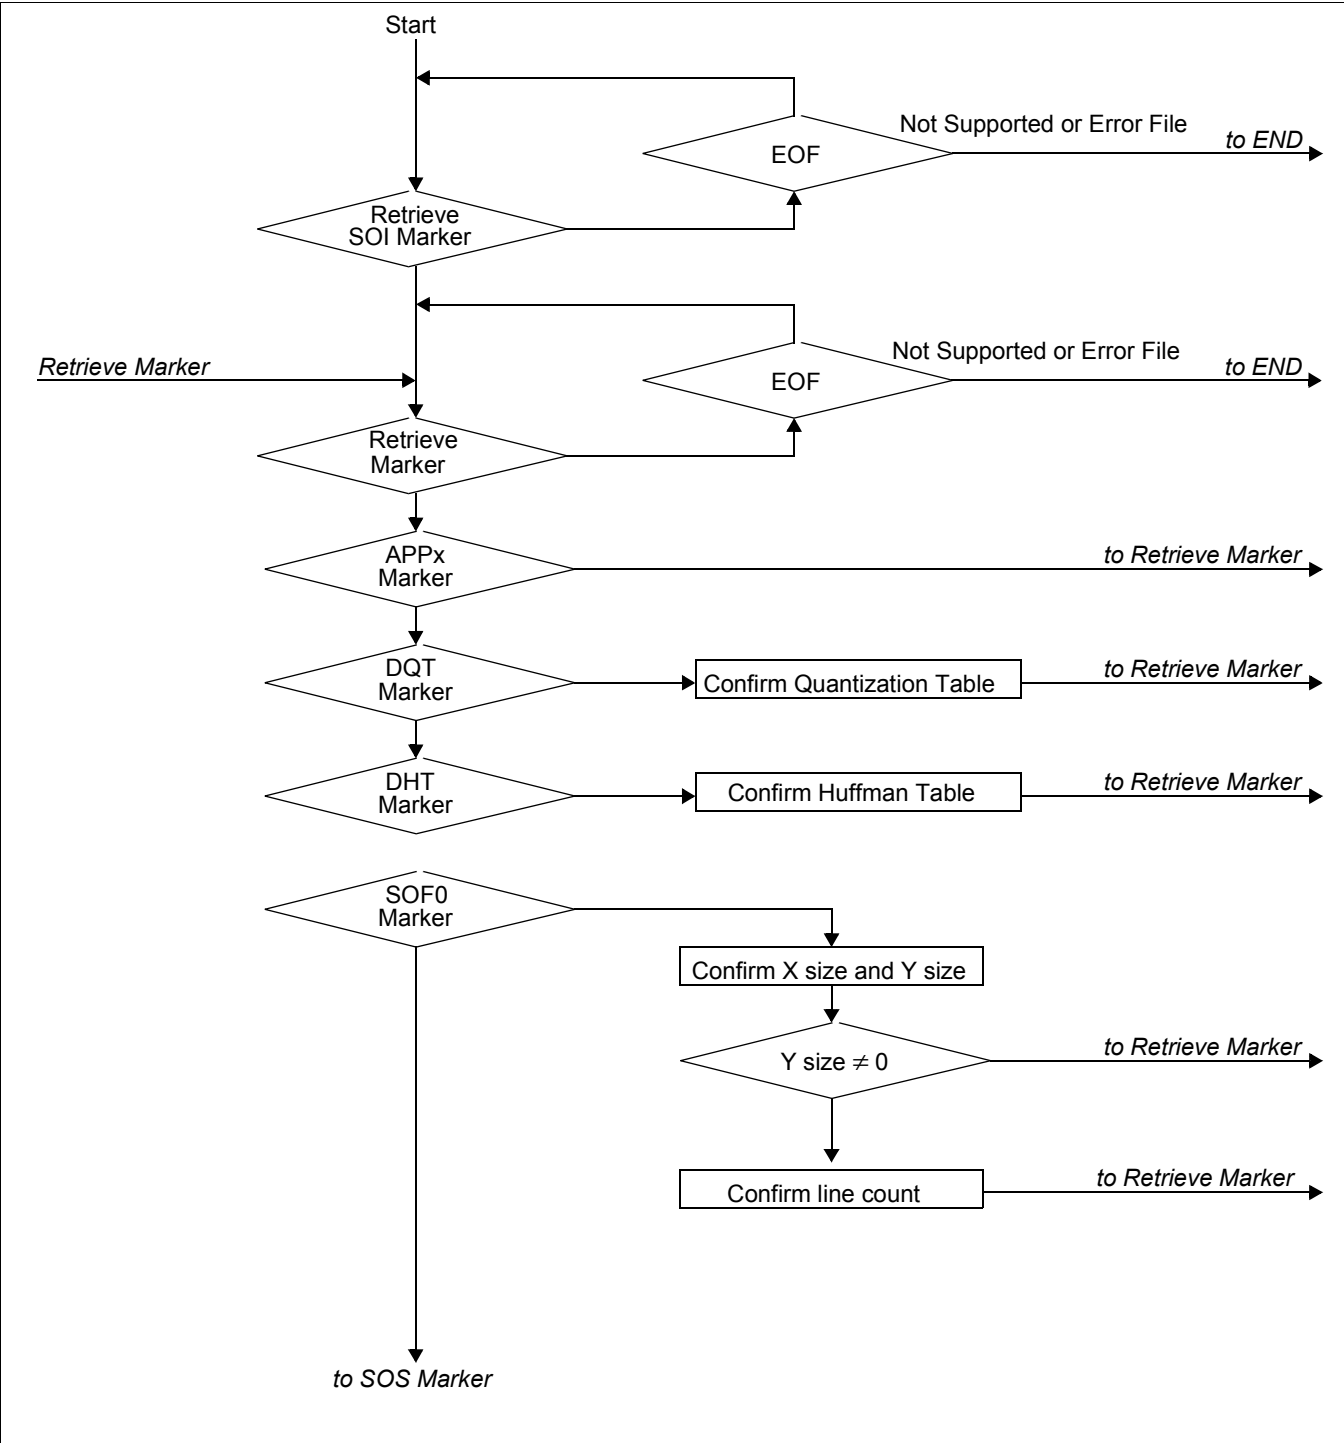 Start
Not Supported or Error File
to END
EOF
Retrieve
SOI Marker
Not Supported or Error File
to END
Retrieve Marker
EOF
Retrieve
Marker
APPx
Marker
to Retrieve Marker
DQT
Marker
Confirm Quantization Table
to Retrieve Marker
DHT
Marker
Confirm Huffman Table
to Retrieve Marker
SOF0
Marker
Confirm X size and Y size
Y size ≠ 0
to Retrieve Marker
Confirm line count
to Retrieve Marker
to SOS Marker